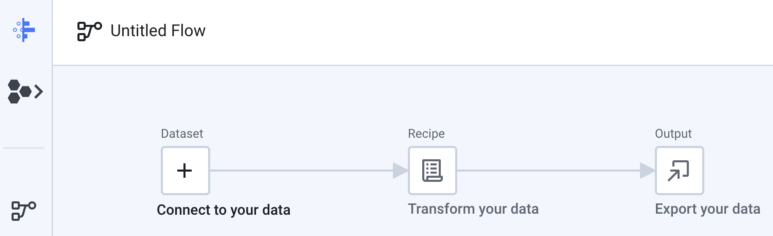 Untitled Flow
Dataset
Recipe
Output
Connect to your data
Transform your data
Export your data